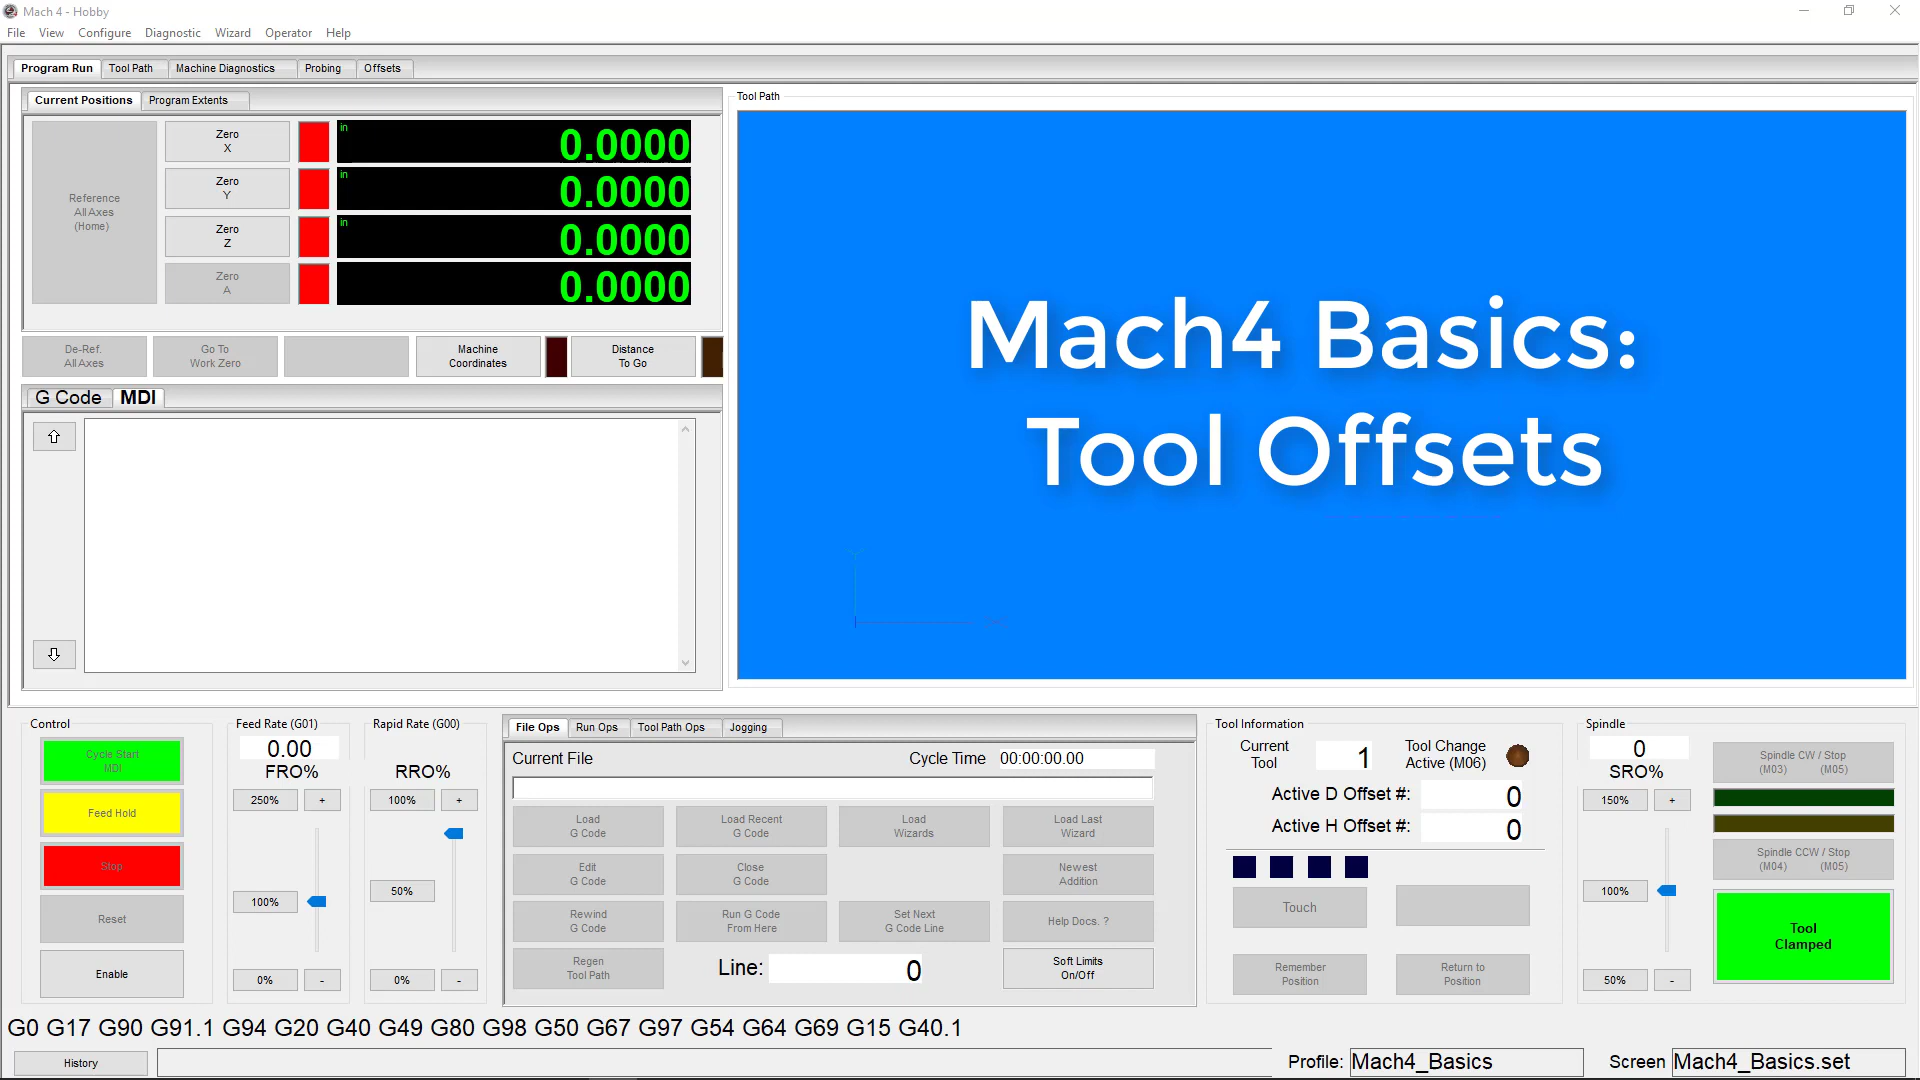 Mach 4 - Hobby
File View Configure Diagnostic Wizard Operator Help
Program Run Tool Path Machine Diagnostics Probing Offsets
Current Positions Program Extents
Reference
All Axes
(Home)
Zero
X
in
0.0000
Zero
Y
in
0.0000
Zero
Z
in
0.0000
Zero
A
0.0000
De-Ref.
All Axes
Go To
Work Zero
Machine
Coordinates
Distance
To Go
G Code MDI
Tool Path
Mach4 Basics:
Tool Offsets
Control
Cycle Start
MDI
Feed Hold
Stop
Reset
Enable
Feed Rate (G01)
0.00
FRO%
250% +
100%
0% -
Rapid Rate (G00)
RRO%
100% +
50%
0% -
File Ops Run Ops Tool Path Ops Jogging
Current File Cycle Time 00:00:00.00
Load
G Code
Load Recent
G Code
Load
Wizards
Load Last
Wizard
Edit
G Code
Close
G Code
Newest
Addition
Rewind
G Code
Run G Code
From Here
Set Next
G Code Line
Help Docs. ?
Regen
Tool Path
Line: 0
Soft Limits
On/Off
Tool Information
Current
Tool
1
Tool Change
Active (M06)
Active D Offset #: 0
Active H Offset #: 0
Touch
Remember
Position
Return to
Position
Spindle
0
SRO%
150% +
100%
50% -
Spindle CW / Stop
(M03) (M05)
Spindle CCW / Stop
(M04) (M05)
Tool
Clamped
G0 G17 G90 G91.1 G94 G20 G40 G49 G80 G98 G50 G67 G97 G54 G64 G69 G15 G40.1
History
Profile: Mach4_Basics
Screen Mach4_Basics.set